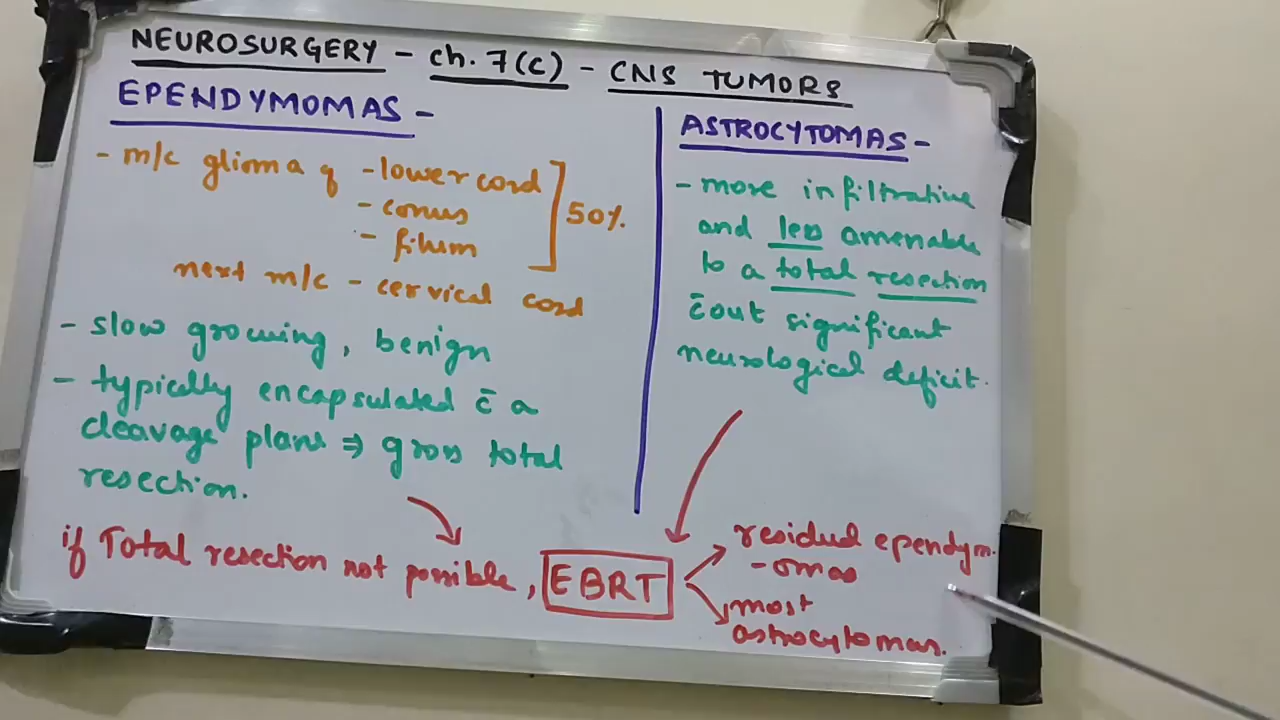 NEUROSURGERY - Ch. 7(C) - CNS TUMORS
EPENDYMOMAS -
- m/c glioma of - lower cord
- conus
- filum
50%.
next m/c - cervical cord
- slow growing, benign
- typically encapsulated c̄ a
cleavage plane ⇒ gross total
resection.
ASTROCYTOMAS -
- more infiltrative
and less amenable
to a total resection
c̄out significant
neurological deficit.
if Total resection not possible, EBRT
residual ependym.
-omas
most
astrocytomas.